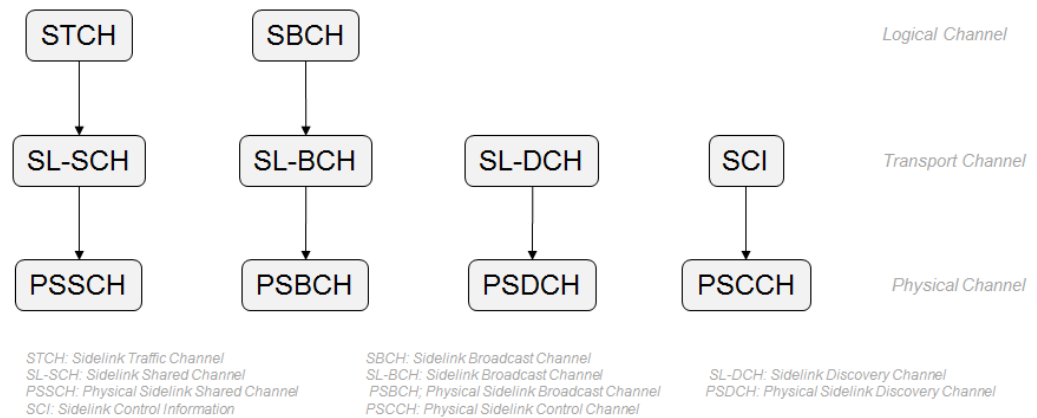 STCH SBCH Logical Channel
SL-SCH SL-BCH SL-DCH SCI Transport Channel
PSSCH PSBCH PSDCH PSCCH Physical Channel
STCH: Sidelink Traffic Channel SBCH: Sidelink Broadcast Channel
SL-SCH: Sidelink Shared Channel SL-BCH: Sidelink Broadcast Channel SL-DCH: Sidelink Discovery Channel
PSSCH: Physical Sidelink Shared Channel PSBCH; Physical Sidelink Broadcast Channel PSDCH: Physical Sidelink Discovery Channel
SCI: Sidelink Control Information PSCCH: Physical Sidelink Control Channel